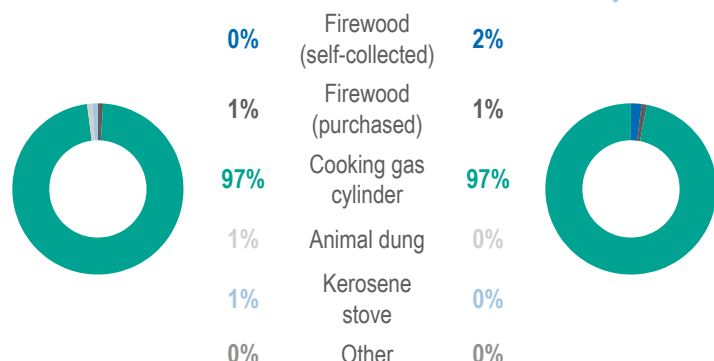 0% Firewood (self-collected) 2%
1% Firewood (purchased) 1%
97% Cooking gas cylinder 97%
1% Animal dung 0%
1% Kerosene stove 0%
0% Other 0%